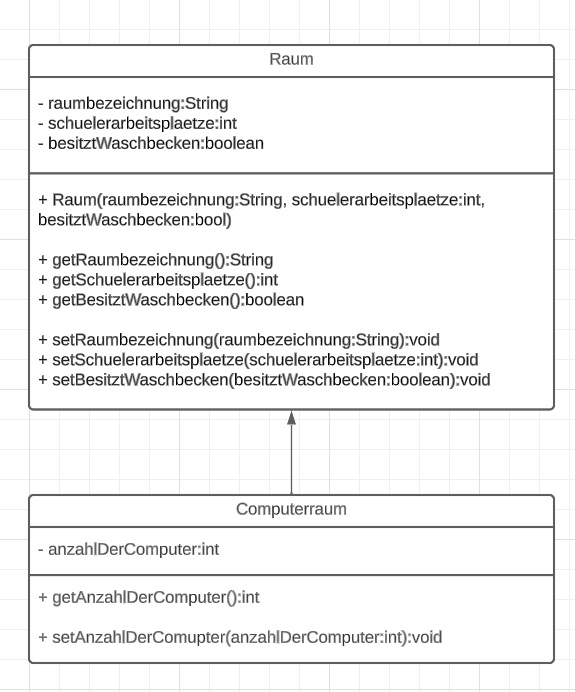 Raum
- raumbezeichnung:String
- schuelerarbeitsplaetze:int
- besitztWaschbecken:boolean
+ Raum(raumbezeichnung:String, schuelerarbeitsplaetze:int,
besitztWaschbecken:bool)
+ getRaumbezeichnung():String
+ getSchuelerarbeitsplaetze():int
+ getBesitztWaschbecken():boolean
+ setRaumbezeichnung(raumbezeichnung:String):void
+ setSchuelerarbeitsplaetze(schuelerarbeitsplaetze:int):void
+ setBesitztWaschbecken(besitztWaschbecken:boolean):void
Computerraum
- anzahlDerComputer:int
+ getAnzahlDerComputer():int
+ setAnzahlDerComupter(anzahlDerComputer:int):void